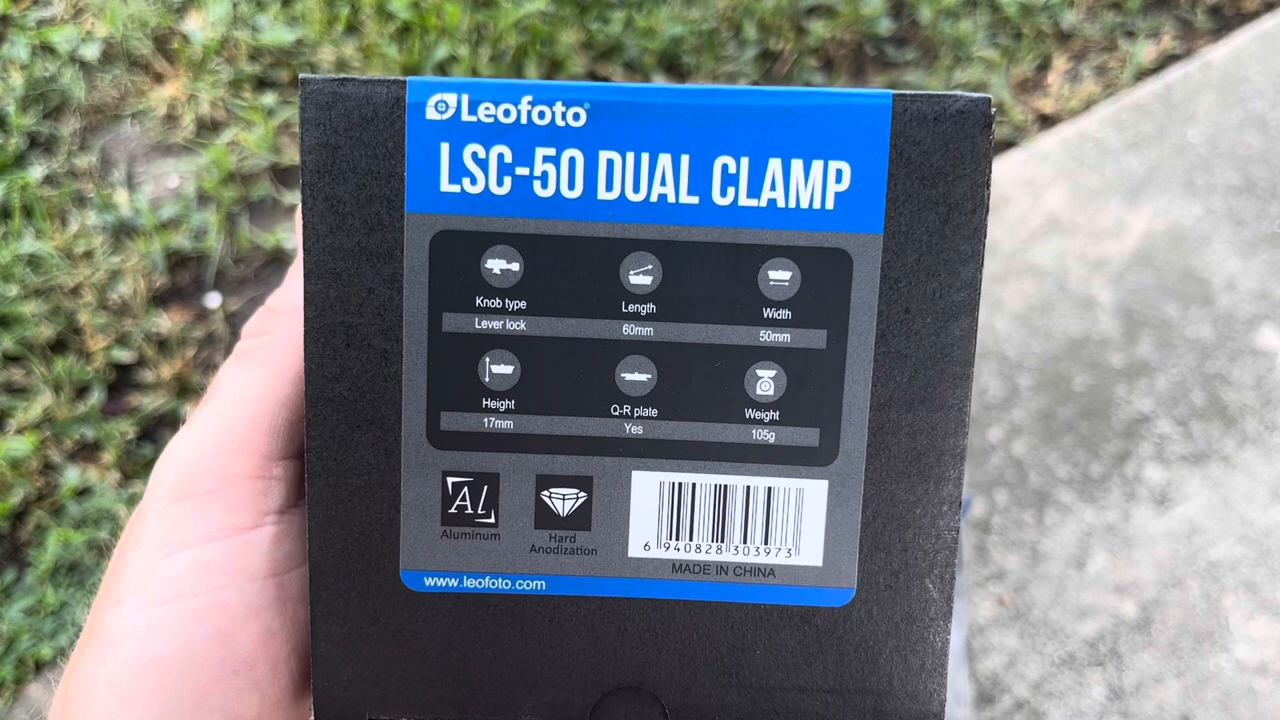 Leofoto®
LSC-50 DUAL CLAMP
Knob type Length Width
Lever lock 60mm 50mm
Height Q-R plate Weight
17mm Yes 105g
Al
Aluminum
Hard
Anodization
6 940828 303973
MADE IN CHINA
www.leofoto.com